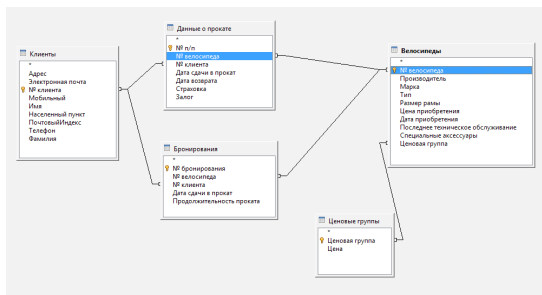 Клиенты
*
Адрес
Электронная почта
№ клиента
Мобильный
Имя
Населенный пункт
ПочтовыйИндекс
Телефон
Фамилия
Данные о прокате
*
№ п/п
№ велосипеда
№ клиента
Дата сдачи в прокат
Дата возврата
Страховка
Залог
Бронирования
*
№ бронирования
№ велосипеда
№ клиента
Дата сдачи в прокат
Продолжительность проката
Велосипеды
*
№ велосипеда
Производитель
Марка
Тип
Размер рамы
Цена приобретения
Дата приобретения
Последнее техническое обслуживание
Специальные аксессуары
Ценовая группа
Ценовые группы
*
Ценовая группа
Цена